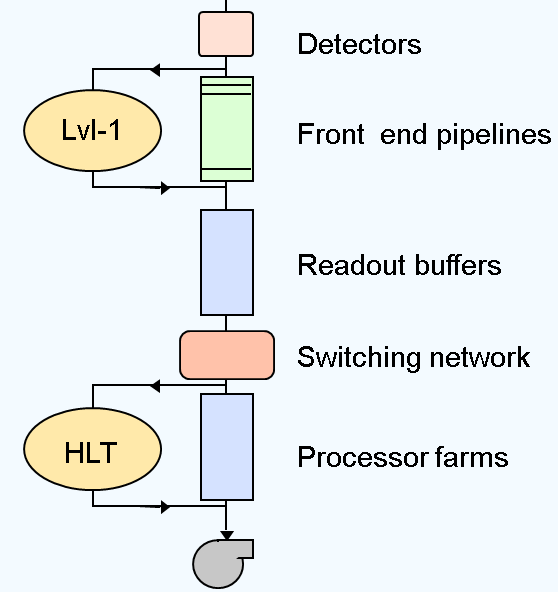 Detectors
Lvl-1
Front end pipelines
Readout buffers
Switching network
HLT
Processor farms